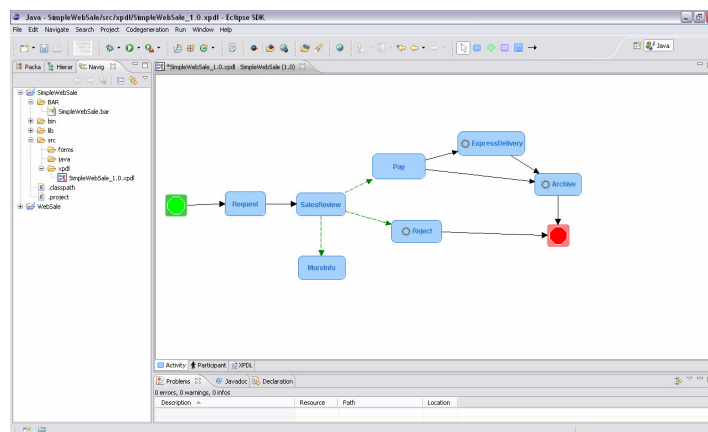 Java - SimpleWebSale/src/xpdl/SimpleWebSale_1.0.xpdl - Eclipse SDK
File Edit Navigate Search Project Codegeneration Run Window Help
Java
Packa Hierar Navig
*SimpleWebSale_1.0.xpdl SimpleWebSale (1.0)
SimpleWebSale
BAR
SimpleWebSale.bar
bin
lib
src
forms
java
xpdl
SimpleWebSale_1.0.xpdl
.classpath
.project
WebSale
ExpressDelivery
Pay
Archive
Request
SalesReview
Reject
MoreInfo
Activity Participant XPDL
Problems Javadoc Declaration
0 errors, 0 warnings, 0 infos
Description Resource Path Location